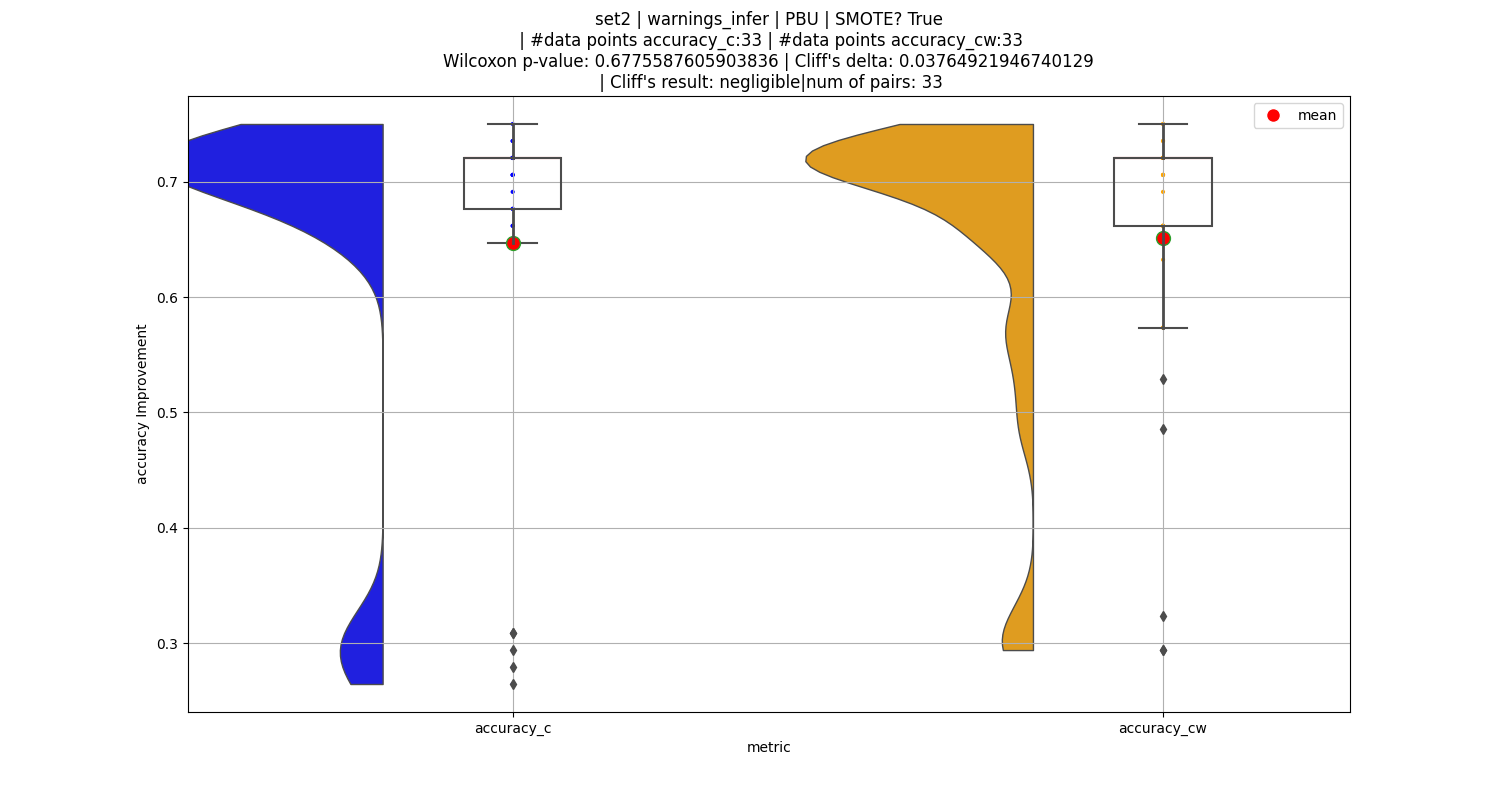 set2 | warnings_infer | PBU | SMOTE? True
| #data points accuracy_c:33 | #data points accuracy_cw:33
Wilcoxon p-value: 0.6775587605903836 | Cliff's delta: 0.03764921946740129
| Cliff's result: negligible|num of pairs: 33
mean
accuracy Improvement
0.7
0.6
0.5
0.4
0.3
accuracy_c
accuracy_cw
metric